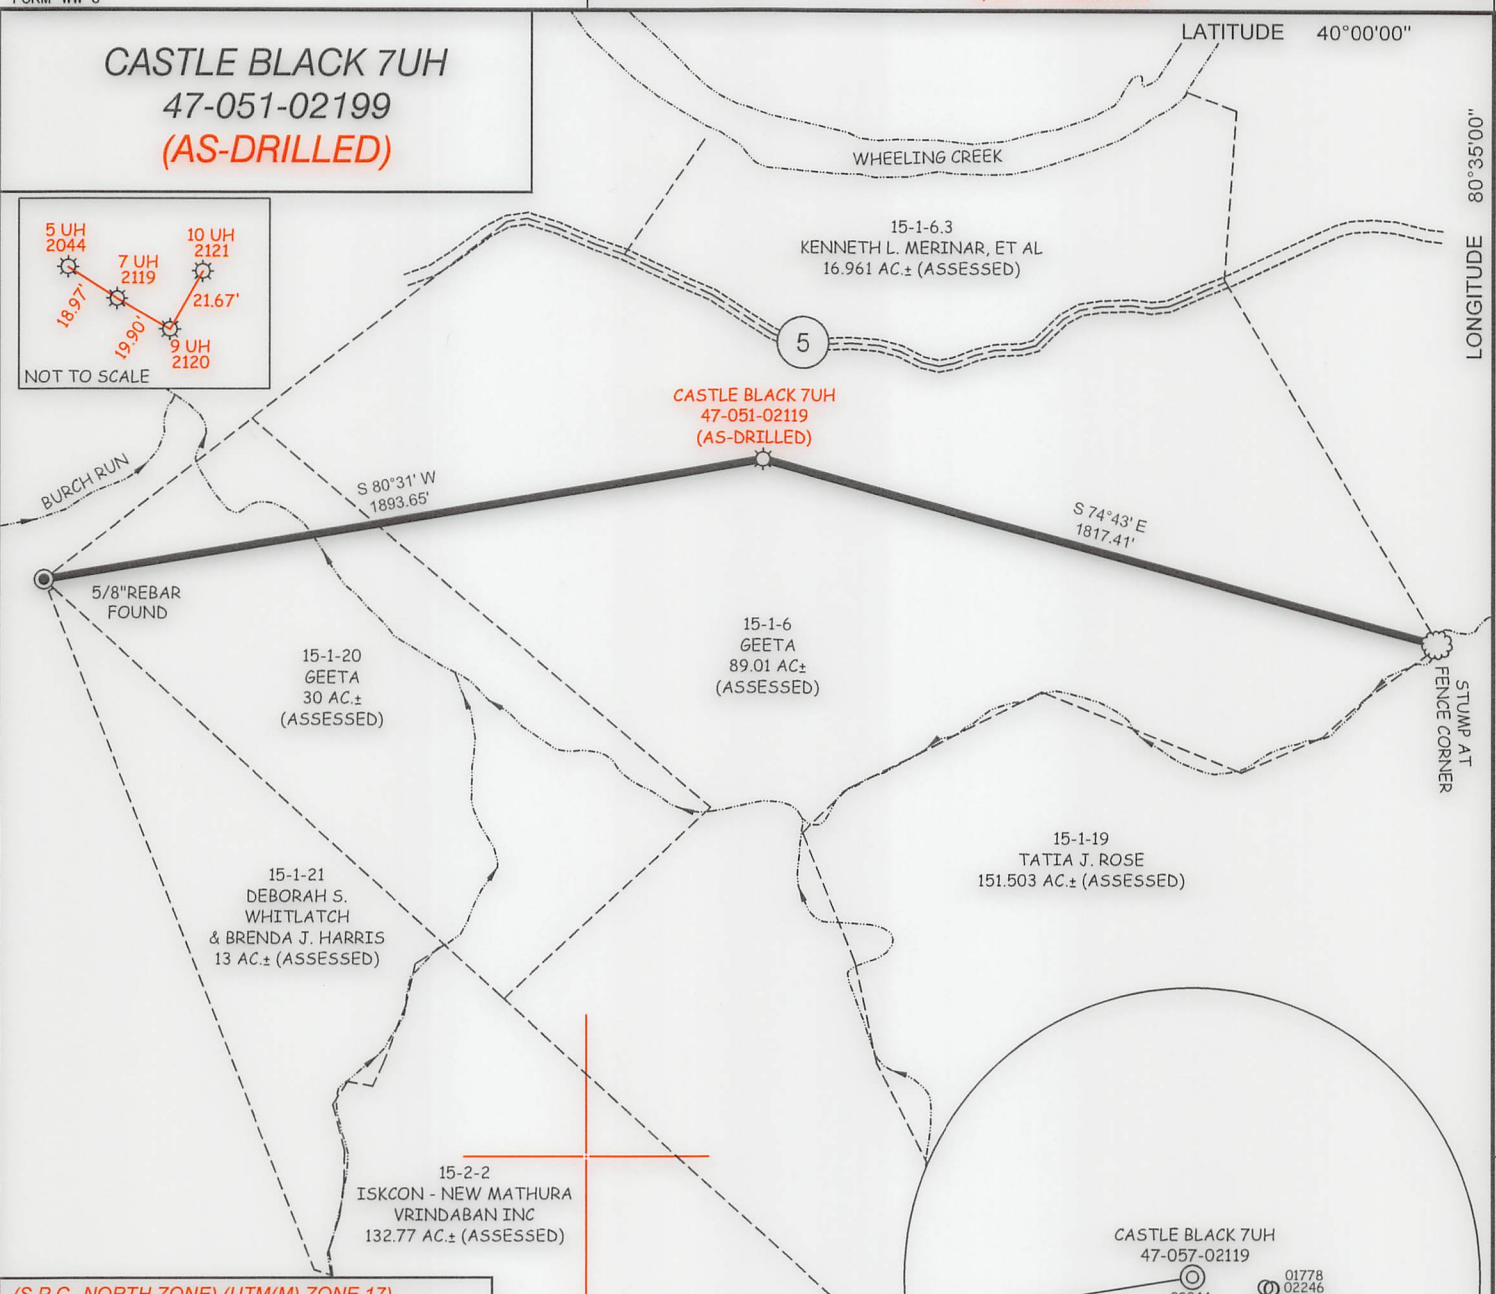 CASTLE BLACK 7UH
47-051-02199
(AS-DRILLED)
LATITUDE 40°00'00"
LONGITUDE 80°35'00"
WHEELING CREEK
5 UH
2044
7 UH
2119
10 UH
2121
18.97'
19.90'
21.67'
9 UH
2120
NOT TO SCALE
15-1-6.3
KENNETH L. MERINAR, ET AL
16.961 AC.± (ASSESSED)
5
CASTLE BLACK 7UH
47-051-02119
(AS-DRILLED)
BURCH RUN
S 80°31' W
1893.65'
S 74°43' E
1817.41'
5/8"REBAR
FOUND
15-1-6
GEETA
89.01 AC±
(ASSESSED)
15-1-20
GEETA
30 AC.±
(ASSESSED)
STUMP AT
FENCE CORNER
15-1-19
TATIA J. ROSE
151.503 AC.± (ASSESSED)
15-1-21
DEBORAH S.
WHITLATCH
& BRENDA J. HARRIS
13 AC.± (ASSESSED)
15-2-2
ISKCON - NEW MATHURA
VRINDABAN INC
132.77 AC.± (ASSESSED)
CASTLE BLACK 7UH
47-057-02119
01778
02246
(S.P.C. NORTH ZONE) (UTM(M) ZONE 17)